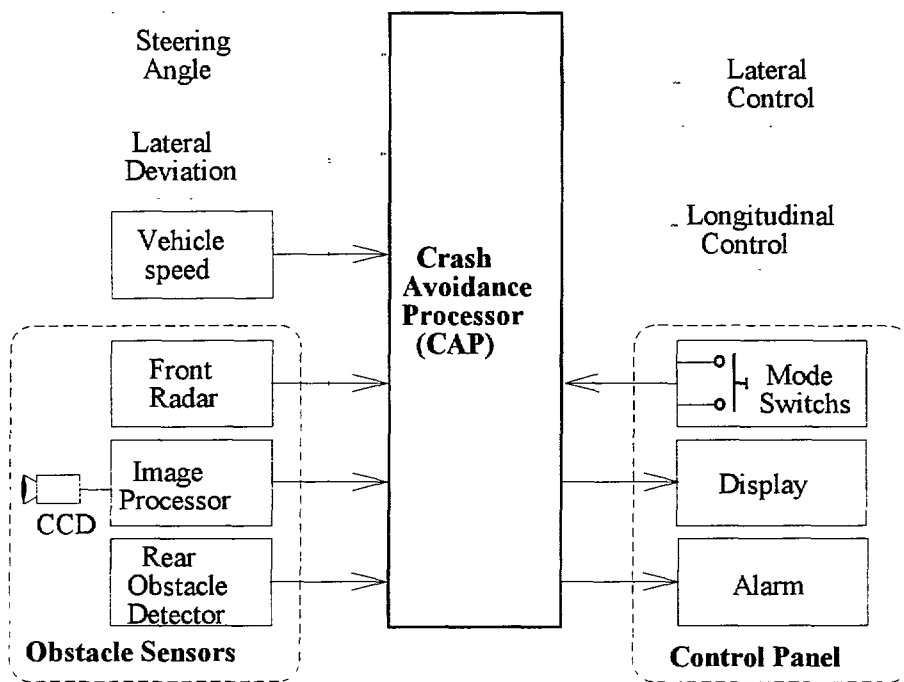 Steering
Angle
Lateral
Deviation
Vehicle
speed
Front
Radar
Image
Processor
CCD
Rear
Obstacle
Detector
Obstacle Sensors
Crash
Avoidance
Processor
(CAP)
Lateral
Control
Longitudinal
Control
Mode
Switchs
Display
Alarm
Control Panel